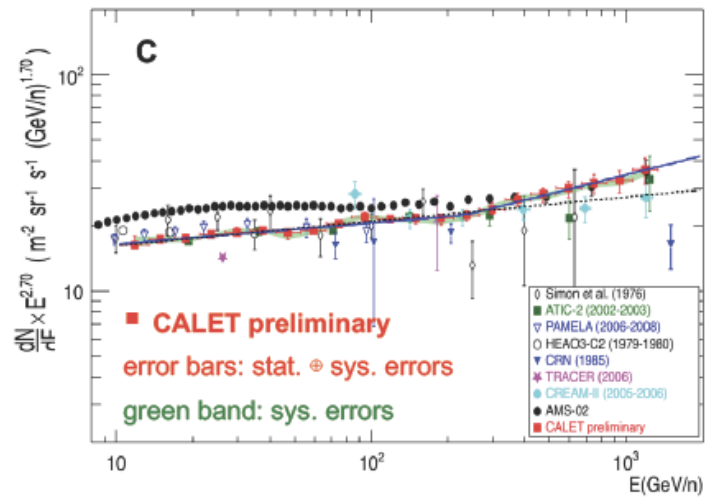 C
10²
10
dN/dE × E^2.70 ( m⁻² sr⁻¹ s⁻¹ (GeV/n)^1.70)
CALET preliminary
error bars: stat. ⊕ sys. errors
green band: sys. errors
Simon et al. (1976)
ATIC-2 (2002-2003)
PAMELA (2006-2008)
HEAO3-C2 (1979-1980)
CRN (1985)
TRACER (2006)
CREAM-II (2005-2006)
AMS-02
CALET preliminary
10
10²
10³
E(GeV/n)